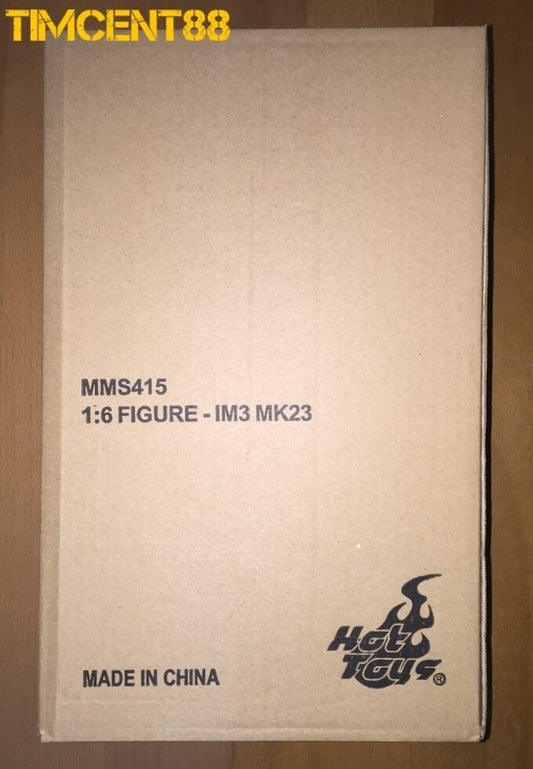 TIMCENT88
MMS415
1:6 FIGURE - IM3 MK23
Hot
Toys®
MADE IN CHINA